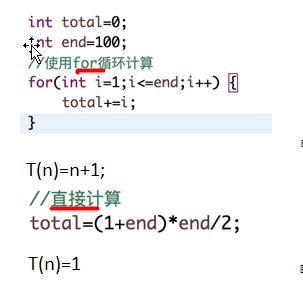 int total=0;
int end=100;
//使用for循环计算
for(int i=1;i<=end;i++) {
total+=i;
}
T(n)=n+1;
//直接计算
total=(1+end)*end/2;
T(n)=1